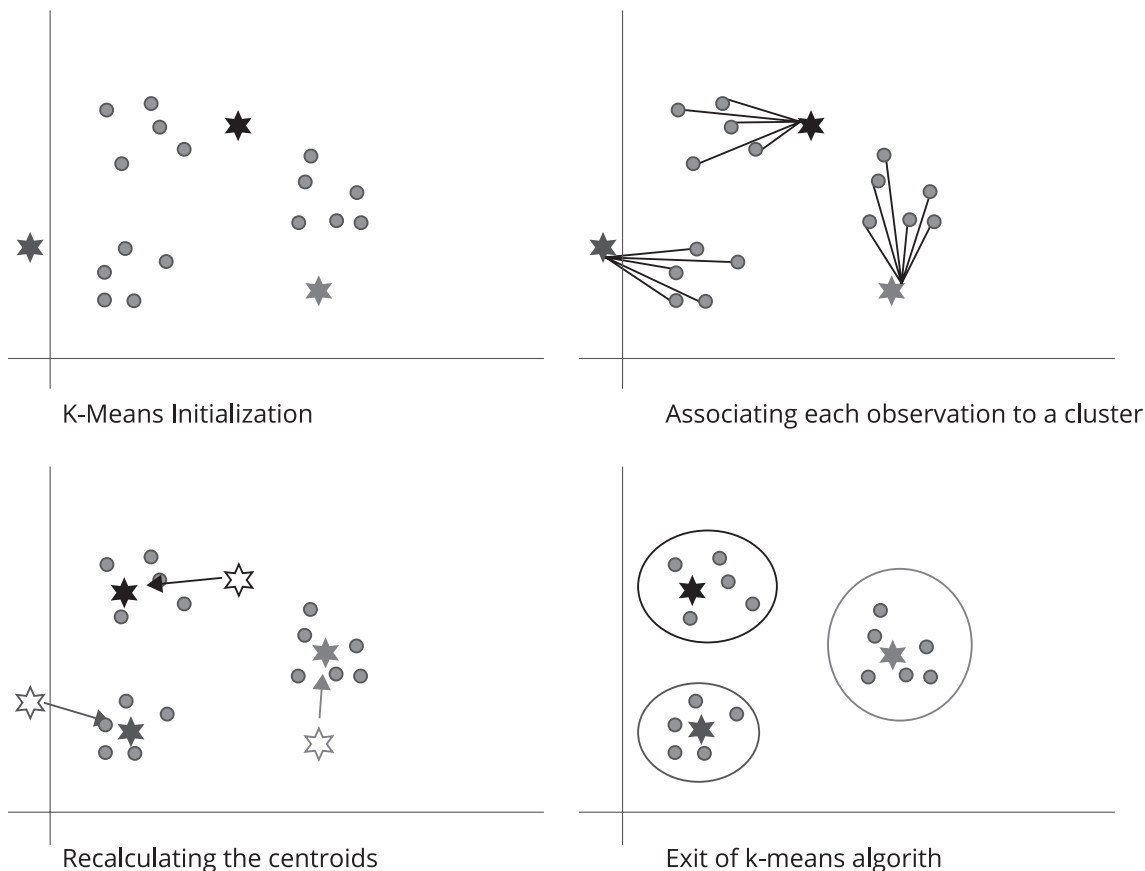 K-Means Initialization
Associating each observation to a cluster
Recalculating the centroids
Exit of k-means algorith